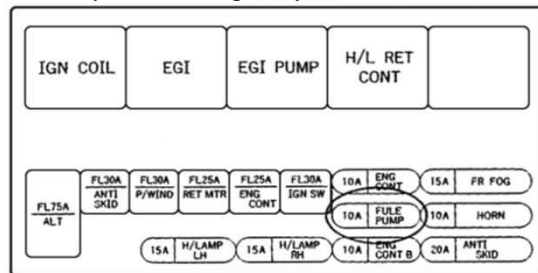 IGN COIL
EGI
EGI PUMP
H/L RET
CONT
FL75A
ALT
FL30A
ANTI
SKID
FL30A
P/WIND
FL25A
RET MTR
FL25A
ENG
CONT
FL30A
IGN SW
10A ENG
CONT
15A FR FOG
10A FULE
PUMP
10A HORN
15A H/LAMP
LH
15A H/LAMP
RH
10A ENG
CONT B
20A ANTI
SKID